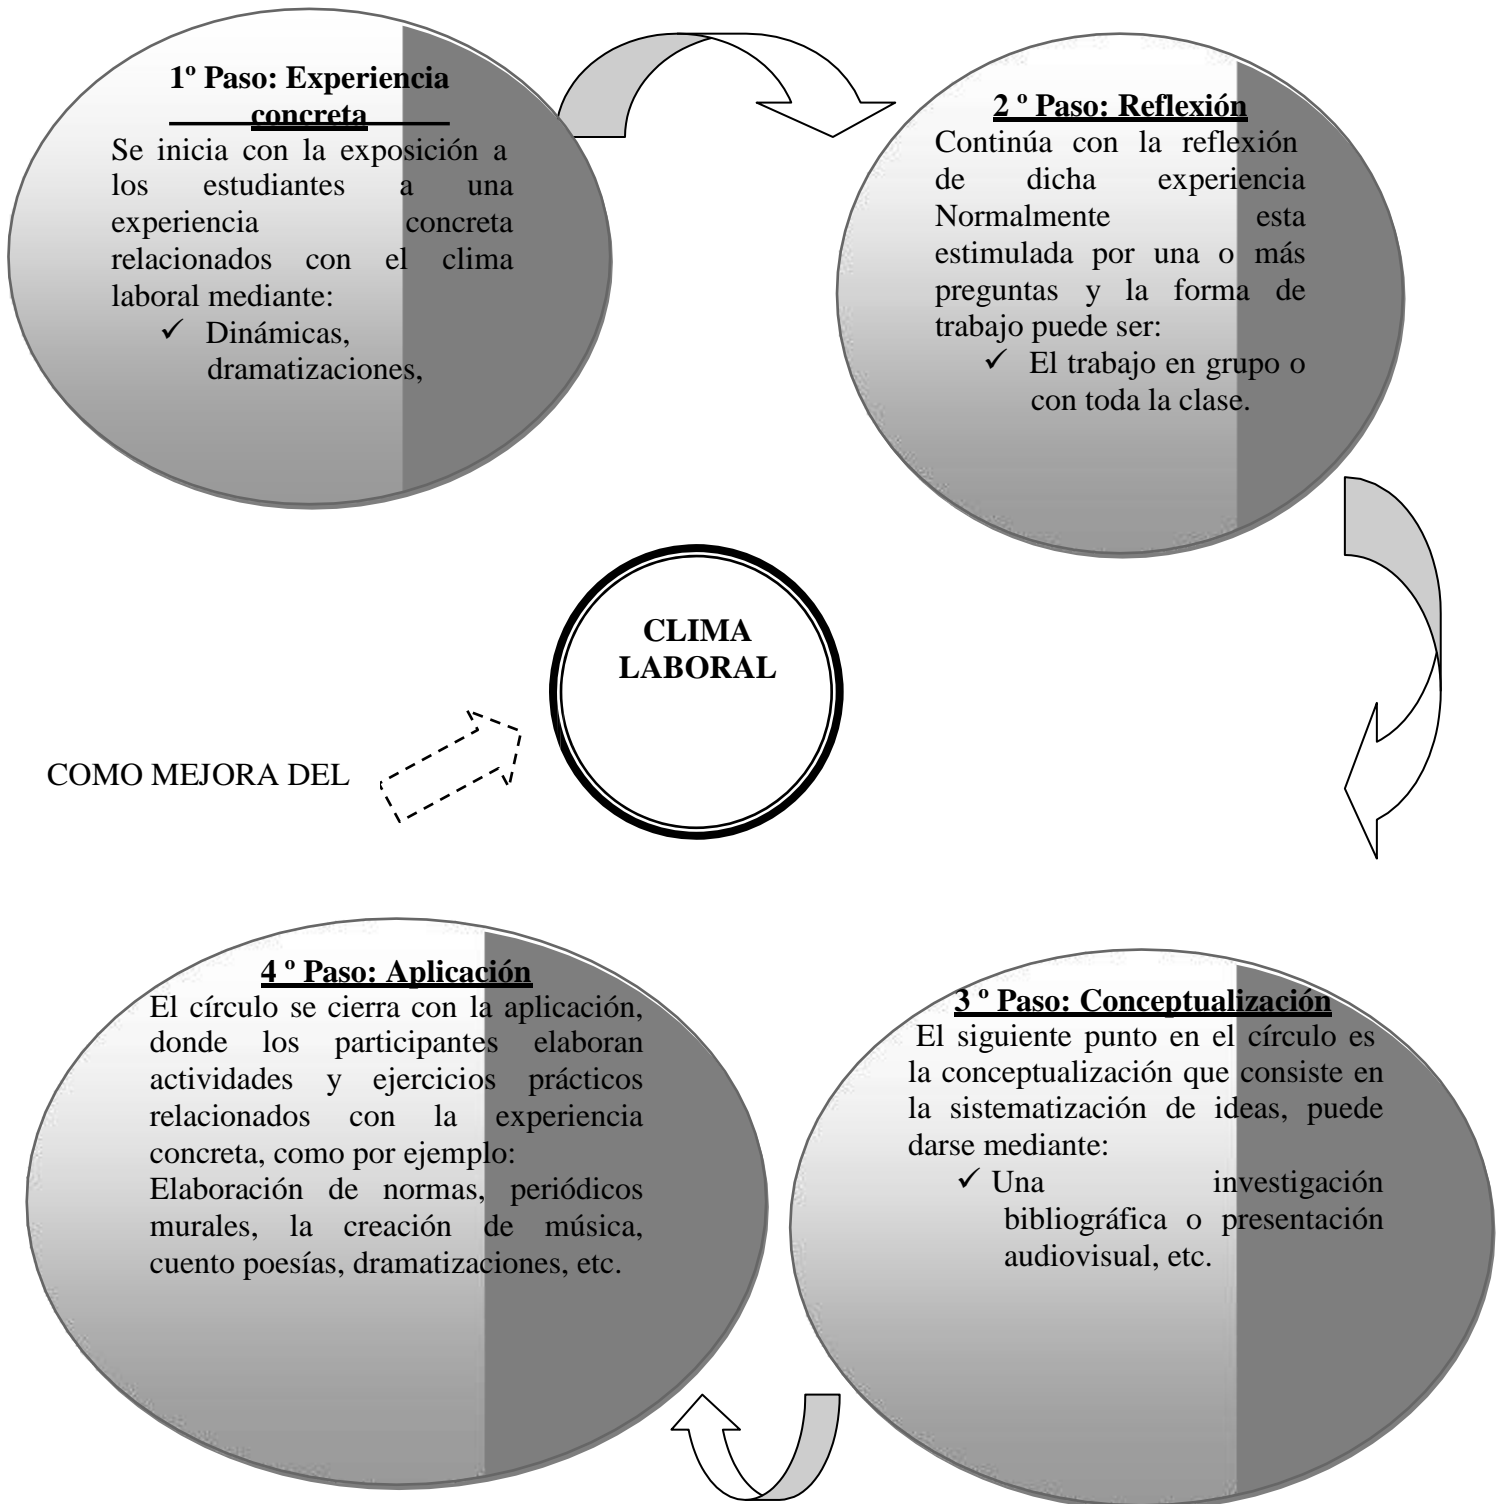 1º Paso: Experiencia
concreta
Se inicia con la exposición a
los estudiantes a una
experiencia concreta
relacionados con el clima
laboral mediante:
✓ Dinámicas,
dramatizaciones,
2 º Paso: Reflexión
Continúa con la reflexión
de dicha experiencia
Normalmente esta
estimulada por una o más
preguntas y la forma de
trabajo puede ser:
✓ El trabajo en grupo o
con toda la clase.
CLIMA
LABORAL
COMO MEJORA DEL
3 º Paso: Conceptualización
El siguiente punto en el círculo es
la conceptualización que consiste en
la sistematización de ideas, puede
darse mediante:
✓ Una investigación
bibliográfica o presentación
audiovisual, etc.
4 º Paso: Aplicación
El círculo se cierra con la aplicación,
donde los participantes elaboran
actividades y ejercicios prácticos
relacionados con la experiencia
concreta, como por ejemplo:
Elaboración de normas, periódicos
murales, la creación de música,
cuento poesías, dramatizaciones, etc.